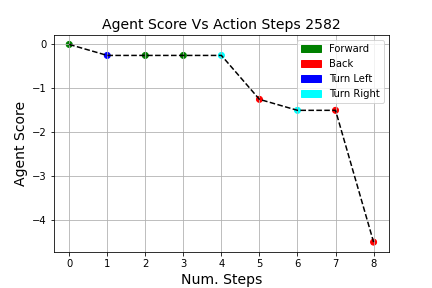 Agent Score Vs Action Steps 2582
Forward
Back
Turn Left
Turn Right
Agent Score
0
−1
−2
−3
−4
0 1 2 3 4 5 6 7 8
Num. Steps